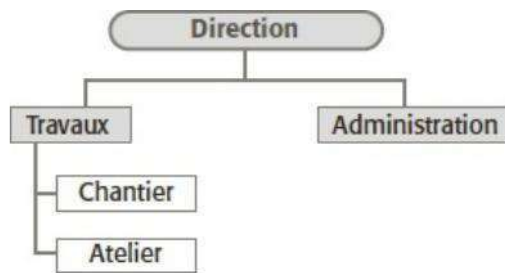 Direction
Travaux
Administration
Chantier
Atelier